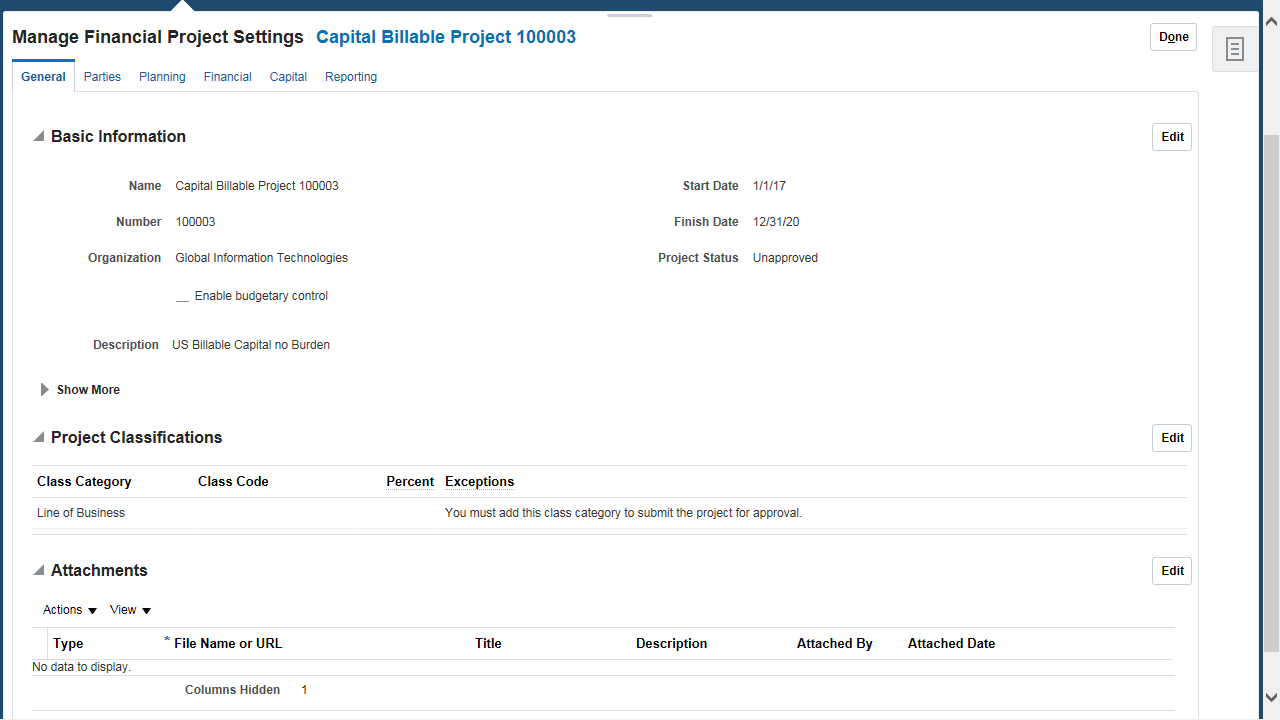 Manage Financial Project Settings Capital Billable Project 100003 Done
General Parties Planning Financial Capital Reporting
Basic Information Edit
Name Capital Billable Project 100003 Start Date 1/1/17
Number 100003 Finish Date 12/31/20
Organization Global Information Technologies Project Status Unapproved
Enable budgetary control
Description US Billable Capital no Burden
Show More
Project Classifications Edit
Class Category Class Code Percent Exceptions
Line of Business You must add this class category to submit the project for approval.
Attachments Edit
Actions View
Type * File Name or URL Title Description Attached By Attached Date
No data to display.
Columns Hidden 1